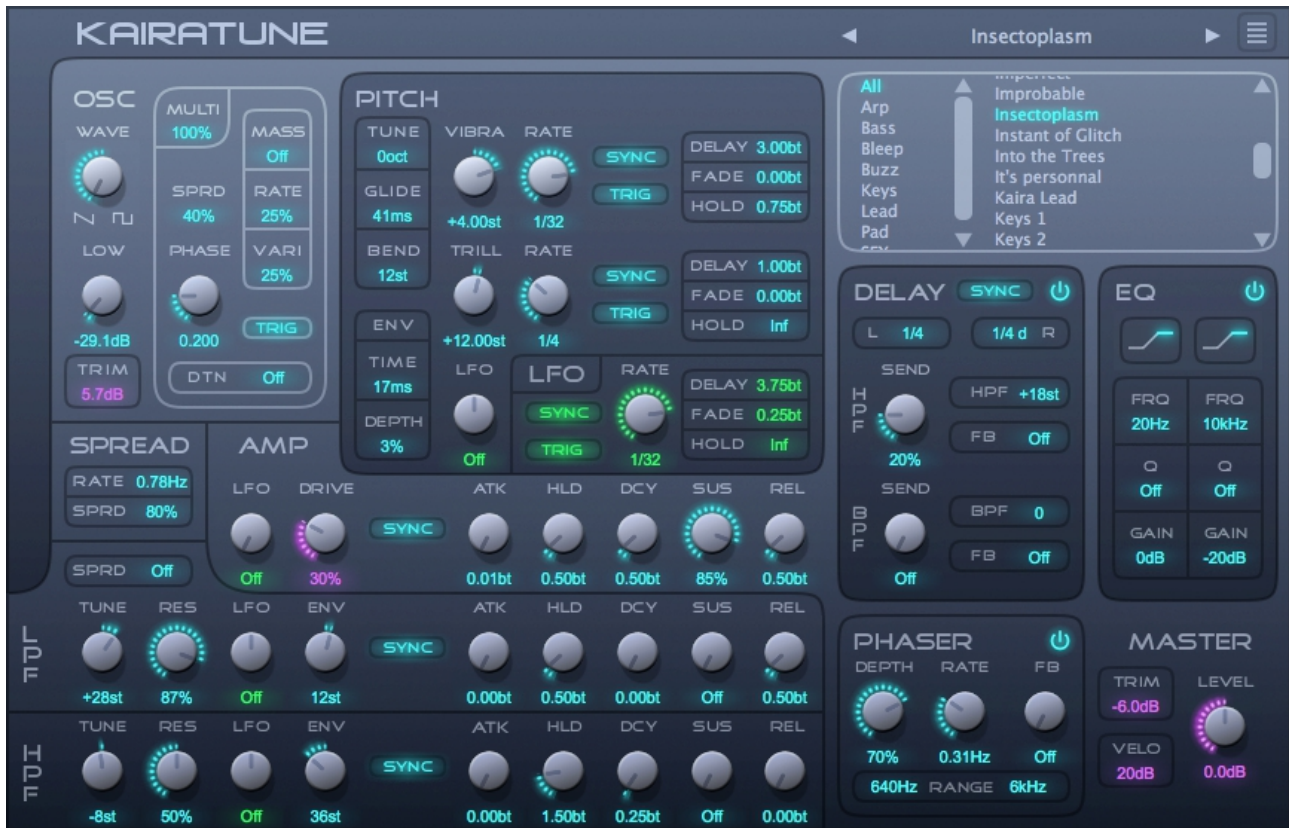 KAIRATUNE
Insectoplasm
All
Arp
Bass
Bleep
Buzz
Keys
Lead
Pad
Improbable
Insectoplasm
Instant of Glitch
Into the Trees
It's personnal
Kaira Lead
Keys 1
Keys 2
OSC
WAVE
LOW
-29.1dB
TRIM
5.7dB
MULTI
100%
SPRD
40%
PHASE
0.200
MASS
Off
RATE
25%
VARI
25%
TRIG
DTN Off
PITCH
TUNE
0oct
GLIDE
41ms
BEND
12st
ENV
TIME
17ms
DEPTH
3%
VIBRA RATE
SYNC
TRIG
+4.00st 1/32
DELAY 3.00bt
FADE 0.00bt
HOLD 0.75bt
TRILL RATE
SYNC
TRIG
+12.00st 1/4
DELAY 1.00bt
FADE 0.00bt
HOLD Inf
LFO
Off
LFO RATE
SYNC
TRIG
1/32
DELAY 3.75bt
FADE 0.25bt
HOLD Inf
SPREAD
RATE 0.78Hz
SPRD 80%
SPRD Off
AMP
LFO DRIVE ATK HLD DCY SUS REL
SYNC
Off 30% 0.01bt 0.50bt 0.50bt 85% 0.50bt
LPF
TUNE RES LFO ENV ATK HLD DCY SUS REL
SYNC
+28st 87% Off 12st 0.00bt 0.50bt 0.00bt Off 0.50bt
HPF
TUNE RES LFO ENV ATK HLD DCY SUS REL
SYNC
-8st 50% Off 36st 0.00bt 1.50bt 0.25bt Off 0.00bt
DELAY SYNC
L 1/4 1/4 d R
HPF
SEND
20%
HPF +18st
FB Off
BPF
SEND
Off
BPF 0
FB Off
EQ
FRQ FRQ
20Hz 10kHz
Q Q
Off Off
GAIN GAIN
0dB -20dB
PHASER
DEPTH RATE FB
70% 0.31Hz Off
640Hz RANGE 6kHz
MASTER
TRIM
-6.0dB
VELO
20dB
LEVEL
0.0dB